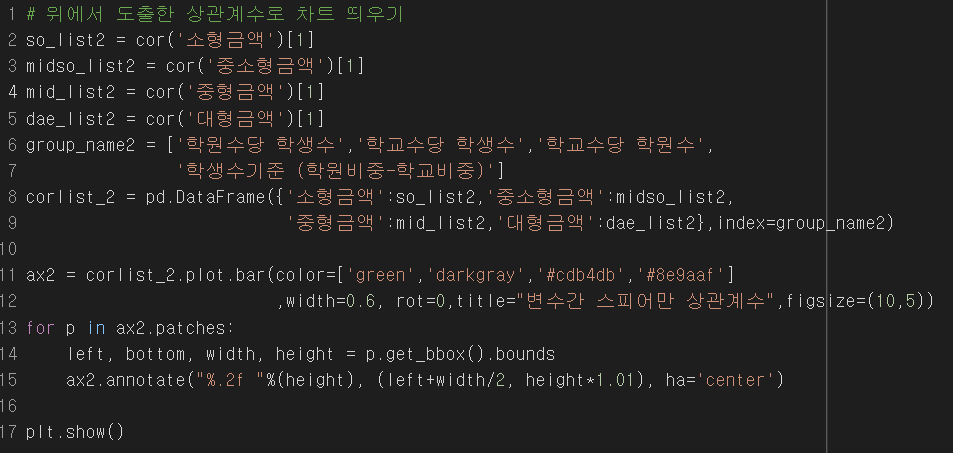 1 # 위에서 도출한 상관계수로 차트 띄우기
2 so_list2 = cor('소형금액')[1]
3 midso_list2 = cor('중소형금액')[1]
4 mid_list2 = cor('중형금액')[1]
5 dae_list2 = cor('대형금액')[1]
6 group_name2 = ['학원수당 학생수','학교수당 학생수','학교수당 학원수',
7 '학생수기준 (학원비중-학교비중)']
8 corlist_2 = pd.DataFrame({'소형금액':so_list2,'중소형금액':midso_list2,
9 '중형금액':mid_list2,'대형금액':dae_list2},index=group_name2)
10
11 ax2 = corlist_2.plot.bar(color=['green','darkgray','#cdb4db','#8e9aaf']
12 ,width=0.6, rot=0,title="변수간 스피어만 상관계수",figsize=(10,5))
13 for p in ax2.patches:
14 left, bottom, width, height = p.get_bbox().bounds
15 ax2.annotate("%.2f "%(height), (left+width/2, height*1.01), ha='center')
16
17 plt.show()